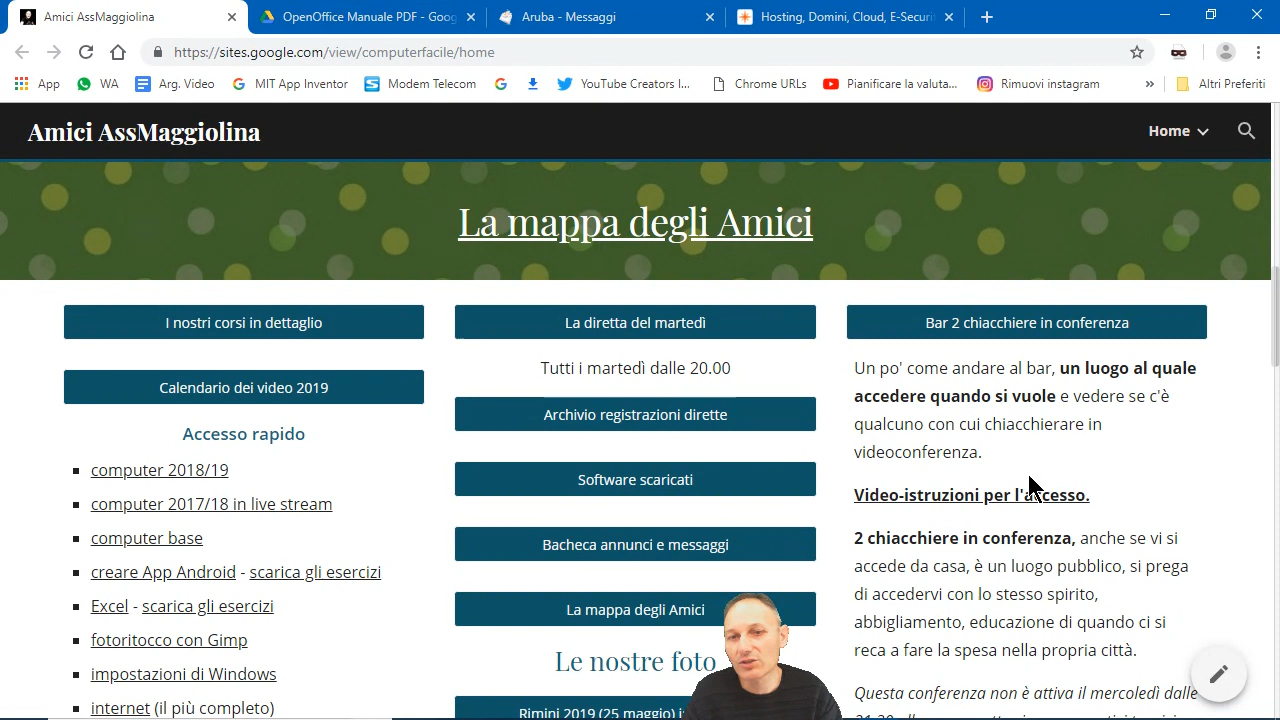 Amici AssMaggiolina
OpenOffice Manuale PDF - Goog
Aruba - Messaggi
Hosting, Domini, Cloud, E-Securi
https://sites.google.com/view/computerfacile/home
App
WA
Arg. Video
MIT App Inventor
Modem Telecom
YouTube Creators I...
Chrome URLs
Pianificare la valuta...
Rimuovi instagram
»
Altri Preferiti
Amici AssMaggiolina
Home
La mappa degli Amici
I nostri corsi in dettaglio
Calendario dei video 2019
Accesso rapido
computer 2018/19
computer 2017/18 in live stream
computer base
creare App Android - scarica gli esercizi
Excel - scarica gli esercizi
fotoritocco con Gimp
impostazioni di Windows
internet (il più completo)
La diretta del martedì
Tutti i martedì dalle 20.00
Archivio registrazioni dirette
Software scaricati
Bacheca annunci e messaggi
La mappa degli Amici
Le nostre foto
Rimini 2019 (25 maggio)
Bar 2 chiacchiere in conferenza
Un po' come andare al bar, un luogo al quale
accedere quando si vuole e vedere se c'è
qualcuno con cui chiacchierare in
videoconferenza.
Video-istruzioni per l'accesso.
2 chiacchiere in conferenza, anche se vi si
accede da casa, è un luogo pubblico, si prega
di accedervi con lo stesso spirito,
abbigliamento, educazione di quando ci si
reca a fare la spesa nella propria città.
Questa conferenza non è attiva il mercoledì dalle